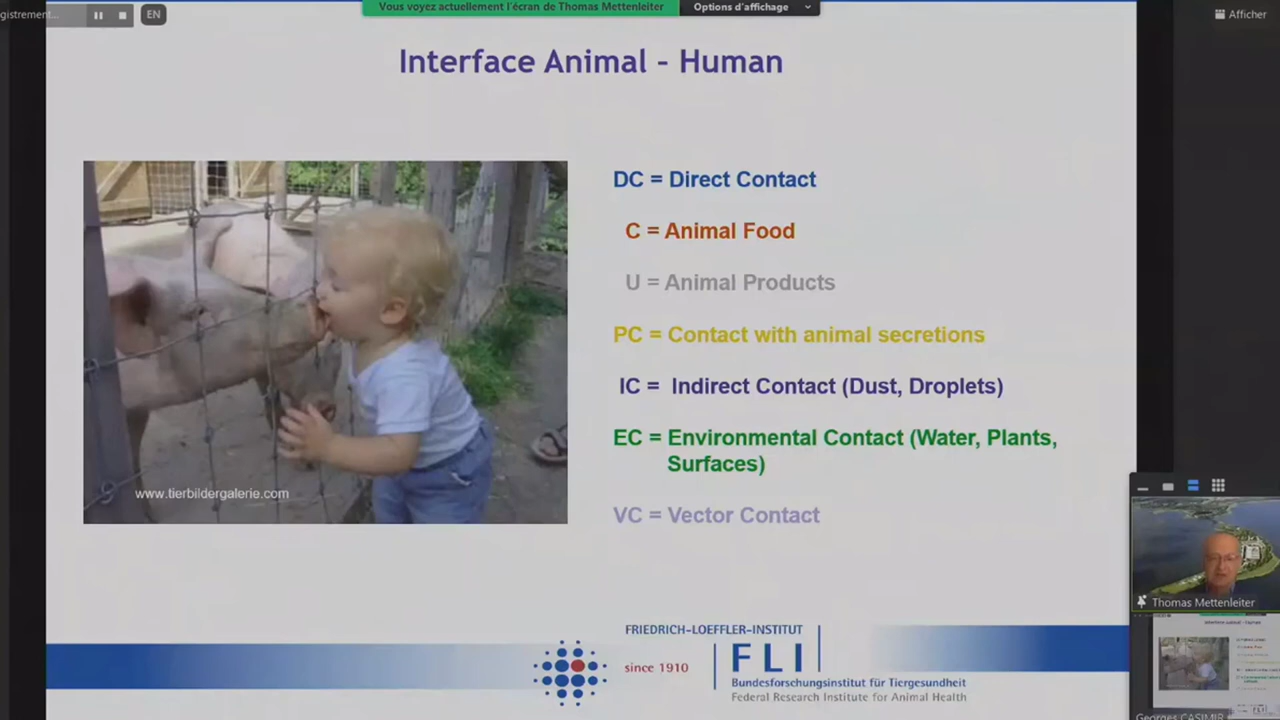 gistrement...
EN
Vous voyez actuellement l'écran de Thomas Mettenleiter
Options d'affichage
Afficher
Interface Animal - Human
DC = Direct Contact
C = Animal Food
U = Animal Products
PC = Contact with animal secretions
IC = Indirect Contact (Dust, Droplets)
EC = Environmental Contact (Water, Plants,
Surfaces)
VC = Vector Contact
www.tierbildergalerie.com
Thomas Mettenleiter
FRIEDRICH-LOEFFLER-INSTITUT
since 1910
FLI
Bundesforschungsinstitut für Tiergesundheit
Federal Research Institute for Animal Health
Interface Animal - Human
Georges CASIMIR